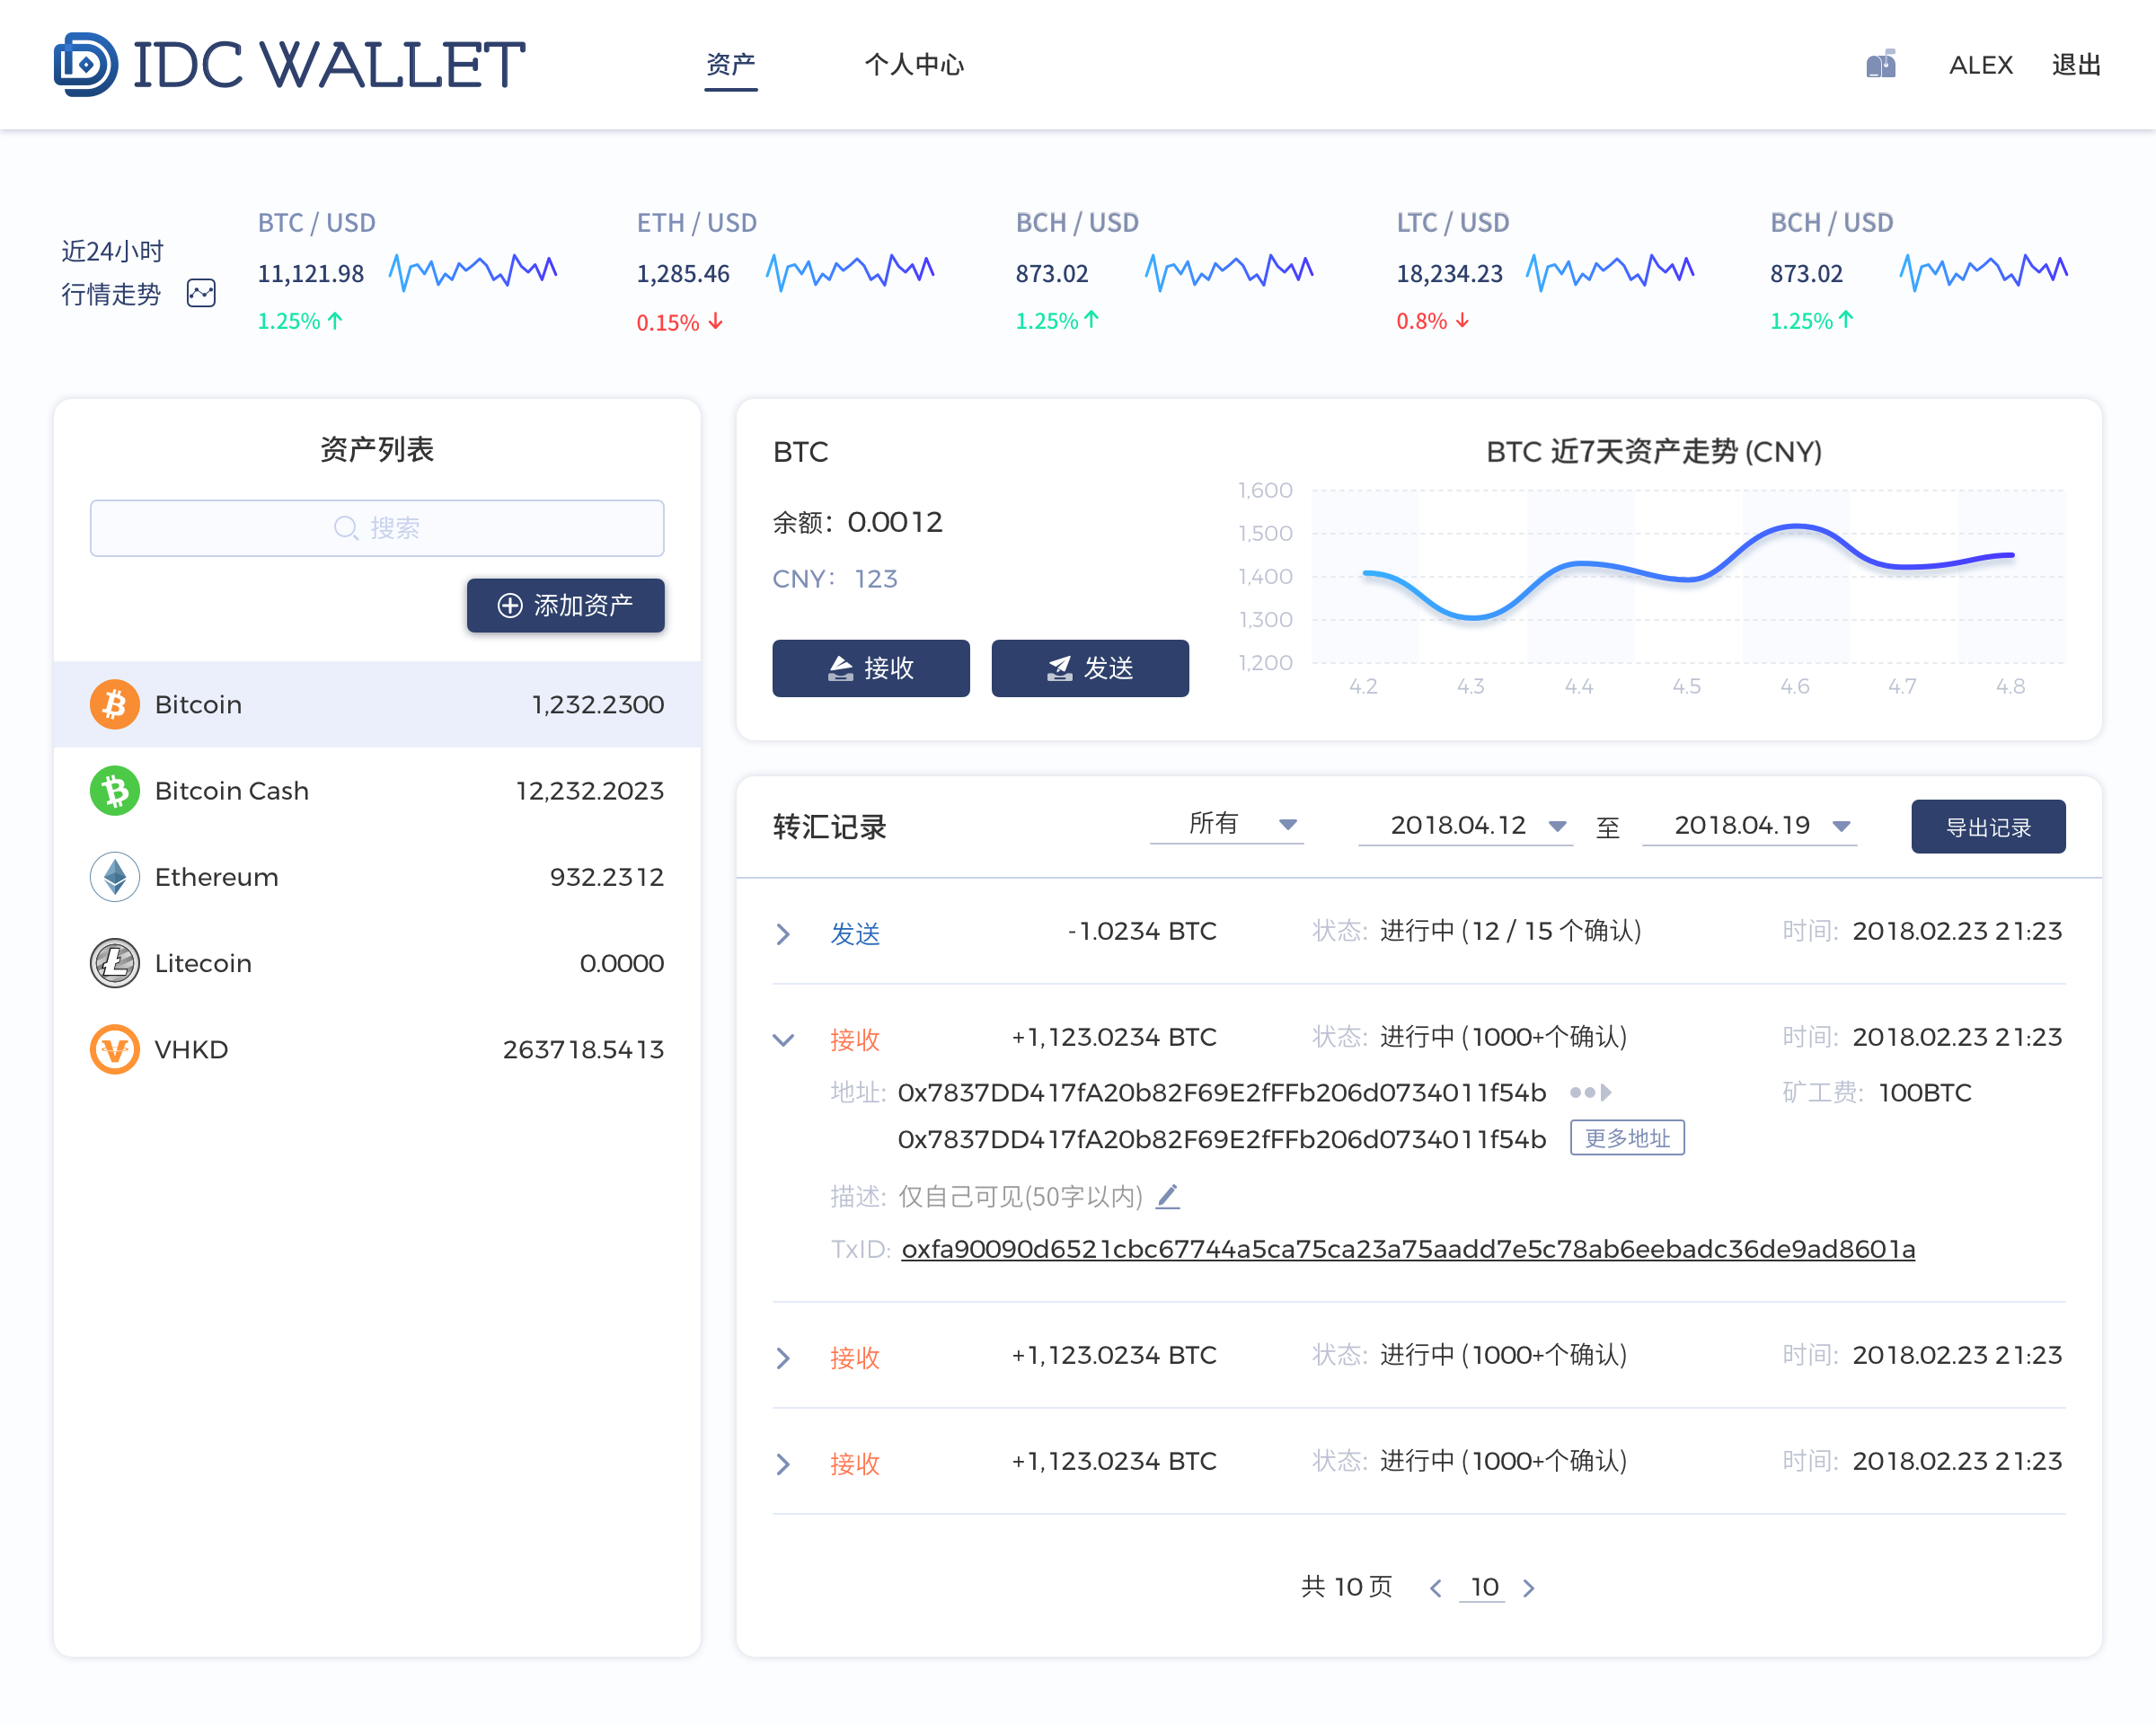 IDC WALLET
资产 个人中心
ALEX 退出
近24小时
行情走势
BTC / USD
11,121.98
1.25%
ETH / USD
1,285.46
0.15%
BCH / USD
873.02
1.25%
LTC / USD
18,234.23
0.8%
BCH / USD
873.02
1.25%
资产列表
搜索
添加资产
Bitcoin 1,232.2300
Bitcoin Cash 12,232.2023
Ethereum 932.2312
Litecoin 0.0000
VHKD 263718.5413
BTC
余额: 0.0012
CNY: 123
接收 发送
BTC 近7天资产走势 (CNY)
1,600
1,500
1,400
1,300
1,200
4.2 4.3 4.4 4.5 4.6 4.7 4.8
转汇记录 所有 2018.04.12 至 2018.04.19 导出记录
发送 -1.0234 BTC 状态: 进行中 (12 / 15 个确认) 时间: 2018.02.23 21:23
接收 +1,123.0234 BTC 状态: 进行中 (1000+个确认) 时间: 2018.02.23 21:23
地址: 0x7837DD417fA20b82F69E2fFFb206d0734011f54b 矿工费: 100BTC
0x7837DD417fA20b82F69E2fFFb206d0734011f54b 更多地址
描述: 仅自己可见(50字以内)
TxID: oxfa90090d6521cbc67744a5ca75ca23a75aadd7e5c78ab6eebadc36de9ad8601a
接收 +1,123.0234 BTC 状态: 进行中 (1000+个确认) 时间: 2018.02.23 21:23
接收 +1,123.0234 BTC 状态: 进行中 (1000+个确认) 时间: 2018.02.23 21:23
共 10 页 10